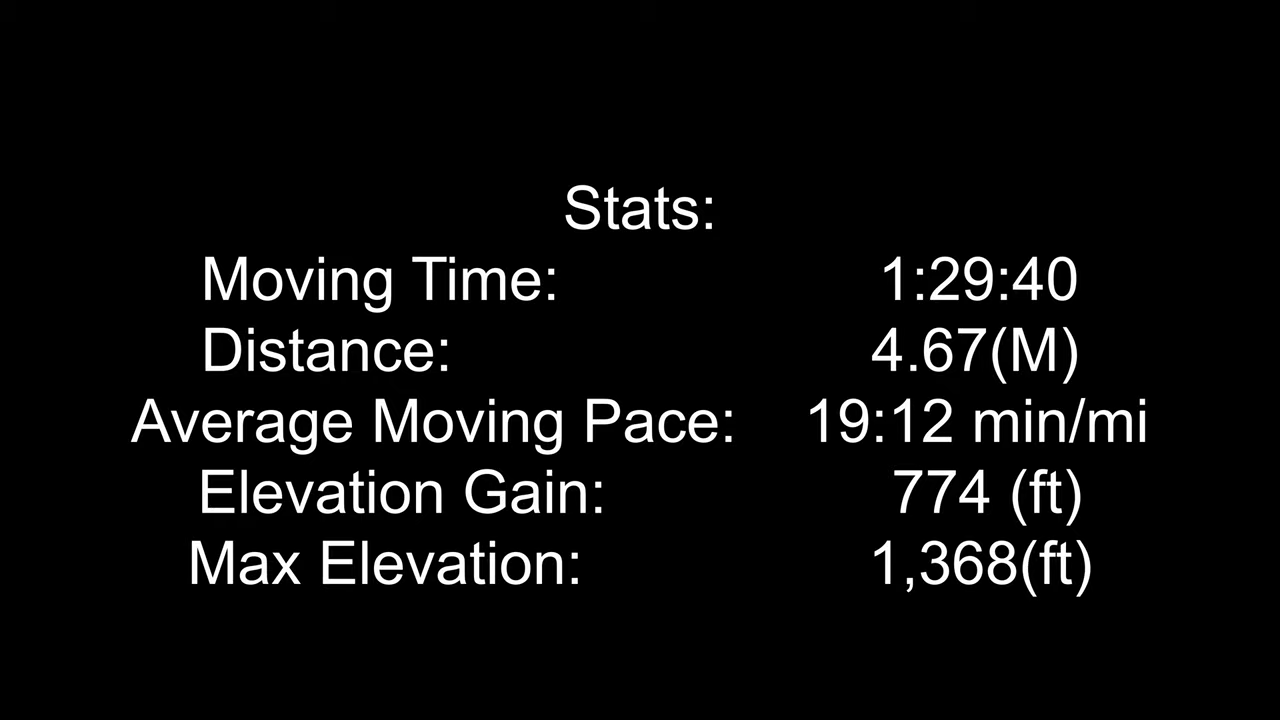 Stats:
Moving Time: 1:29:40
Distance: 4.67(M)
Average Moving Pace: 19:12 min/mi
Elevation Gain: 774 (ft)
Max Elevation: 1,368(ft)